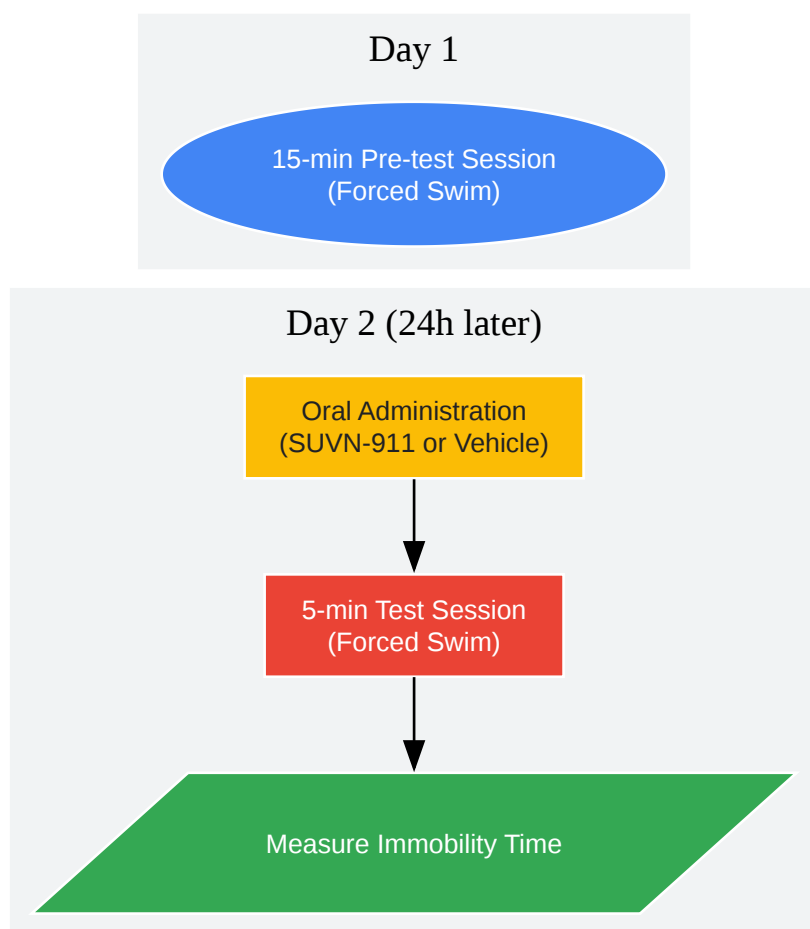 Day 1
15-min Pre-test Session
(Forced Swim)
Day 2 (24h later)
Oral Administration
(SUVN-911 or Vehicle)
5-min Test Session
(Forced Swim)
Measure Immobility Time